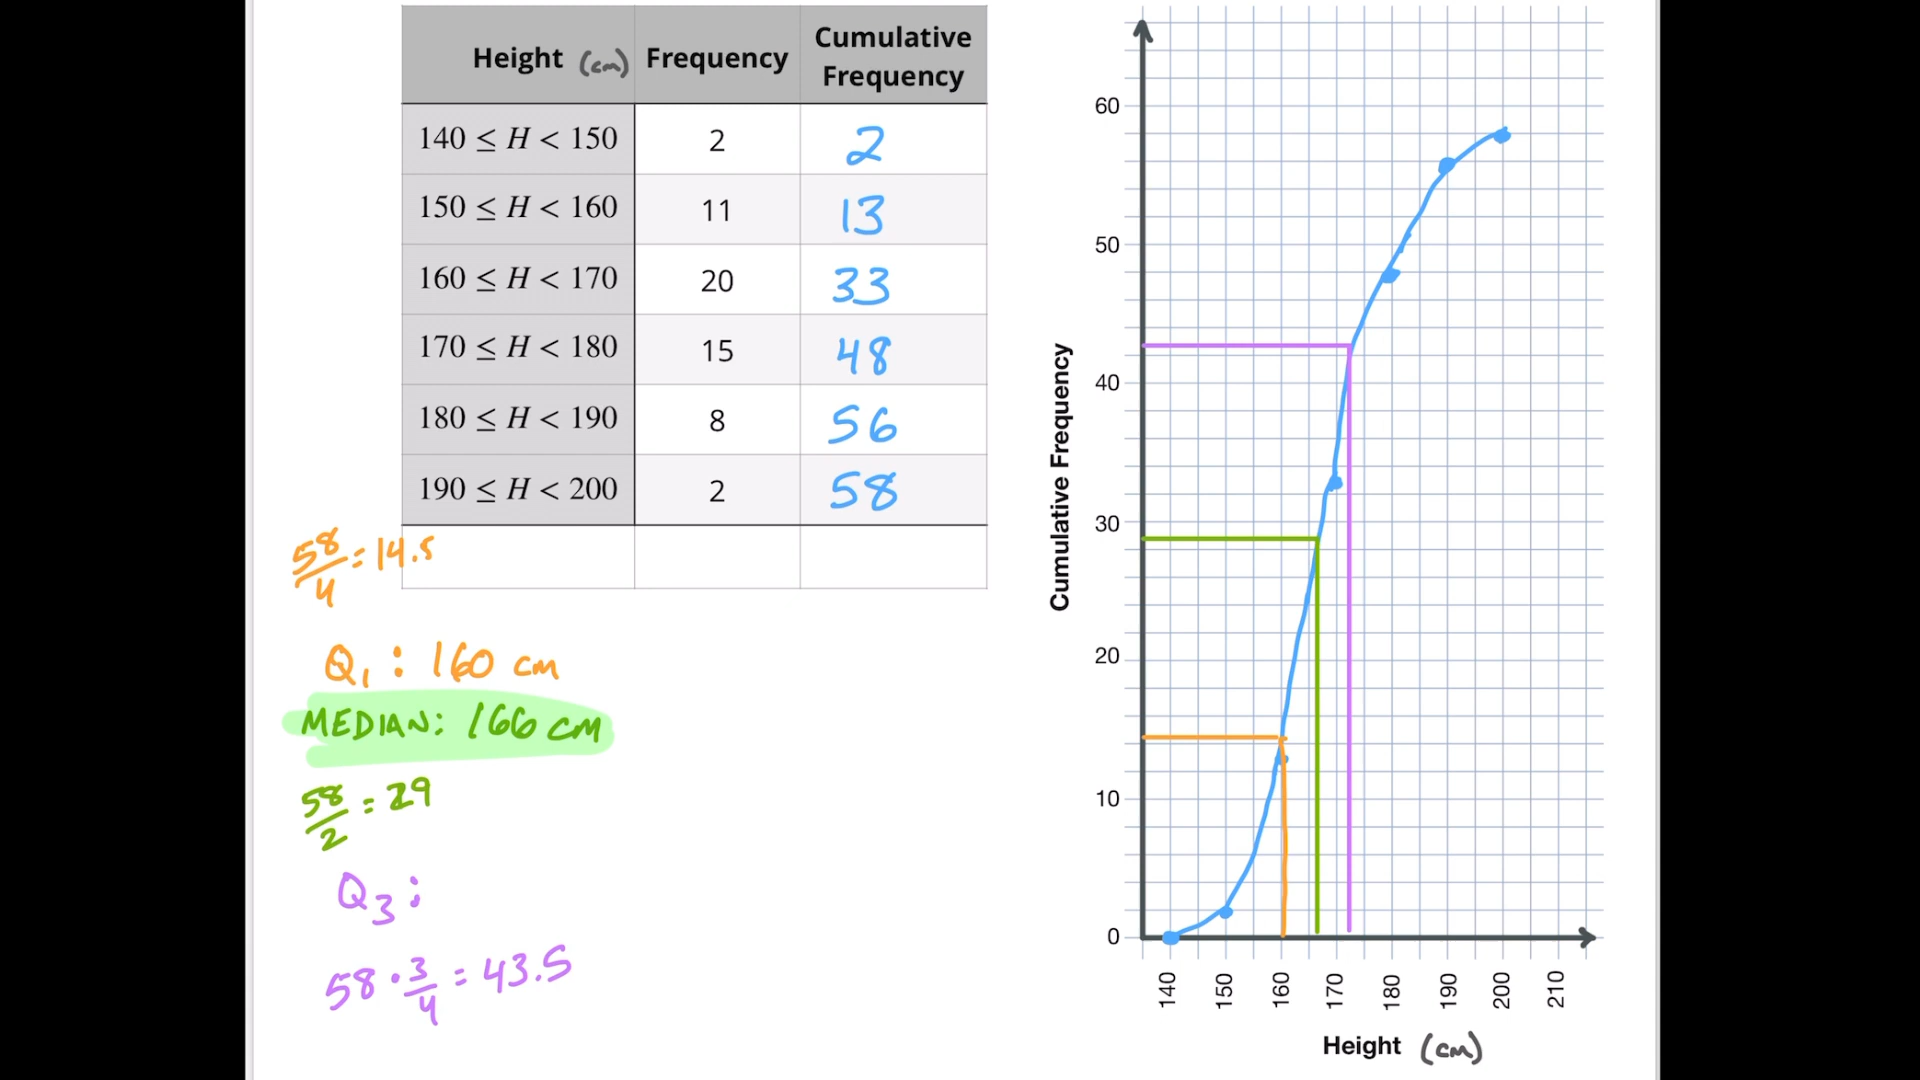 Height (cm) Frequency Cumulative Frequency
140 ≤ H < 150 2 2
150 ≤ H < 160 11 13
160 ≤ H < 170 20 33
170 ≤ H < 180 15 48
180 ≤ H < 190 8 56
190 ≤ H < 200 2 58
58/4 = 14.5
Q₁ : 160 cm
MEDIAN: 166 cm
58/2 = 29
Q₃ :
58 · 3/4 = 43.5
Cumulative Frequency
60
50
40
30
20
10
0
140 150 160 170 180 190 200 210
Height (cm)